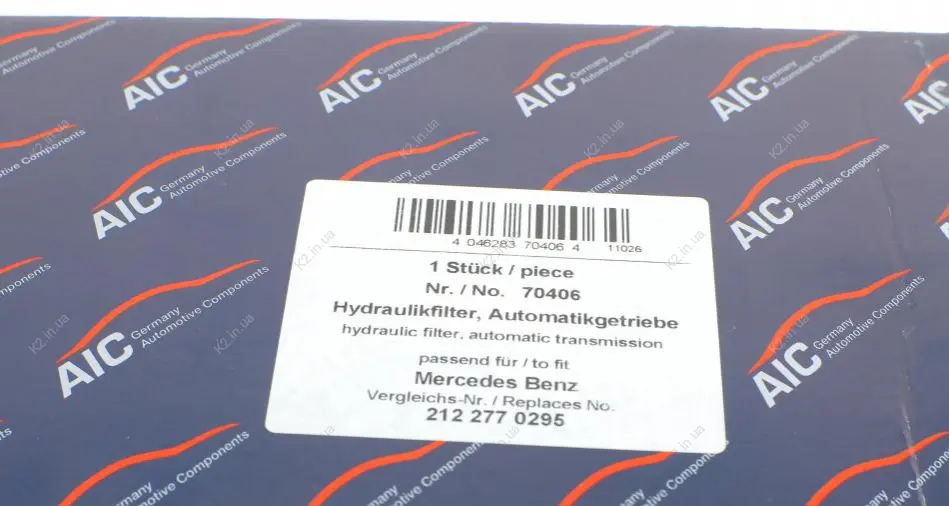 AIC Germany Automotive Components
4 046283 70406 4 11026
1 Stück / piece
Nr. / No. 70406
Hydraulikfilter, Automatikgetriebe
hydraulic filter, automatic transmission
passend für / to fit
Mercedes Benz
Vergleichs-Nr. / Replaces No.
212 277 0295
K2.in.ua